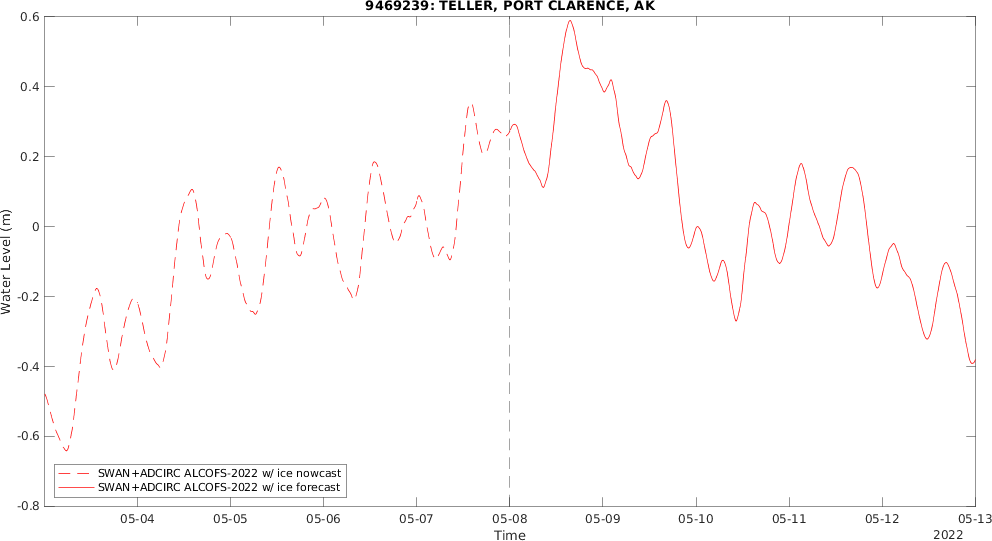 9469239: TELLER, PORT CLARENCE, AK
0.6
0.4
0.2
0
-0.2
-0.4
-0.6
-0.8
Water Level (m)
SWAN+ADCIRC ALCOFS-2022 w/ ice nowcast
SWAN+ADCIRC ALCOFS-2022 w/ ice forecast
05-04 05-05 05-06 05-07 05-08 05-09 05-10 05-11 05-12 05-13
Time
2022